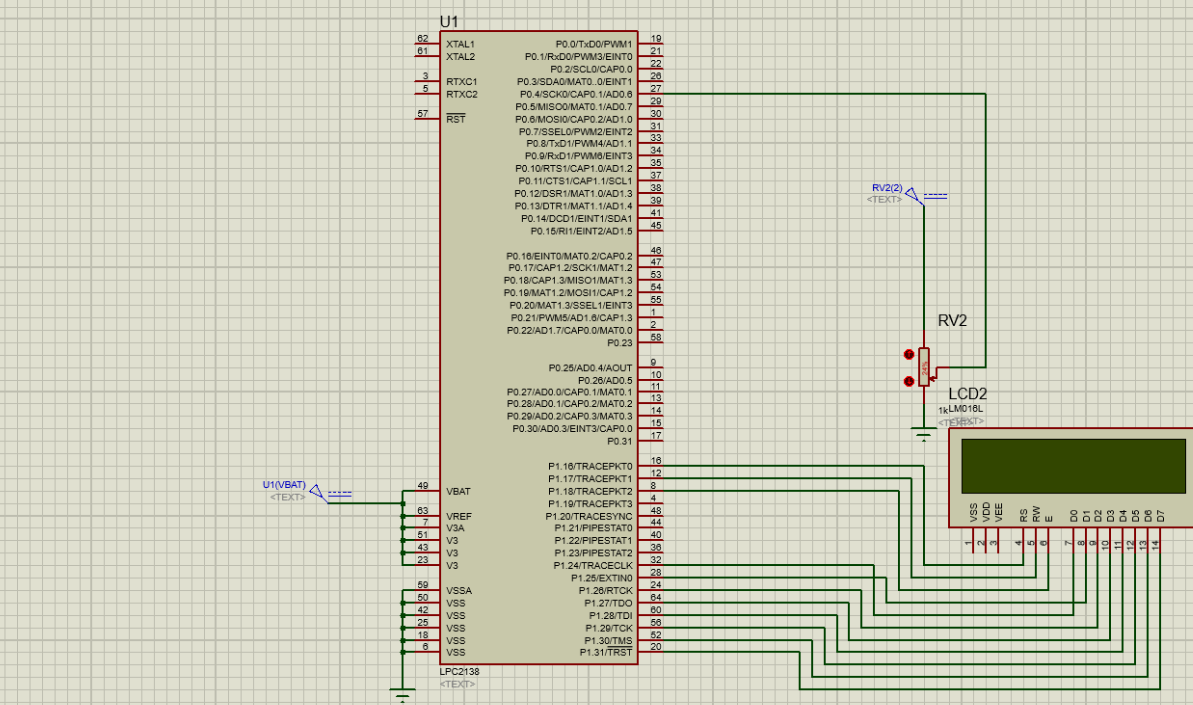 U1
62 XTAL1 P0.0/TxD0/PWM1 19
61 XTAL2 P0.1/RxD0/PWM3/EINT0 21
P0.2/SCL0/CAP0.0 22
3 RTXC1 P0.3/SDA0/MAT0..0/EINT1 26
5 RTXC2 P0.4/SCK0/CAP0.1/AD0.6 27
P0.5/MISO0/MAT0.1/AD0.7 29
57 RST P0.6/MOSI0/CAP0.2/AD1.0 30
P0.7/SSEL0/PWM2/EINT2 31
P0.8/TxD1/PWM4/AD1.1 33
P0.9/RxD1/PWM6/EINT3 34
P0.10/RTS1/CAP1.0/AD1.2 35
P0.11/CTS1/CAP1.1/SCL1 37
P0.12/DSR1/MAT1.0/AD1.3 38
P0.13/DTR1/MAT1.1/AD1.4 39
P0.14/DCD1/EINT1/SDA1 41
P0.15/RI1/EINT2/AD1.5 45
P0.16/EINT0/MAT0.2/CAP0.2 46
P0.17/CAP1.2/SCK1/MAT1.2 47
P0.18/CAP1.3/MISO1/MAT1.3 53
P0.19/MAT1.2/MOSI1/CAP1.2 54
P0.20/MAT1.3/SSEL1/EINT3 55
P0.21/PWM5/AD1.6/CAP1.3 1
P0.22/AD1.7/CAP0.0/MAT0.0 2
P0.23 58
P0.25/AD0.4/AOUT 9
P0.26/AD0.5 10
P0.27/AD0.0/CAP0.1/MAT0.1 11
P0.28/AD0.1/CAP0.2/MAT0.2 13
P0.29/AD0.2/CAP0.3/MAT0.3 14
P0.30/AD0.3/EINT3/CAP0.0 15
P0.31 17
P1.16/TRACEPKT0 16
P1.17/TRACEPKT1 12
49 VBAT P1.18/TRACEPKT2 8
P1.19/TRACEPKT3 4
63 VREF P1.20/TRACESYNC 48
7 V3A P1.21/PIPESTAT0 44
51 V3 P1.22/PIPESTAT1 40
43 V3 P1.23/PIPESTAT2 36
23 V3 P1.24/TRACECLK 32
P1.25/EXTIN0 28
59 VSSA P1.26/RTCK 24
50 VSS P1.27/TDO 64
42 VSS P1.28/TDI 60
25 VSS P1.29/TCK 56
18 VSS P1.30/TMS 52
6 VSS P1.31/TRST 20
LPC2138
<TEXT>
U1(VBAT)
<TEXT>
RV2(2)
<TEXT>
RV2
1k
LCD2
LM016L
<TEXT>
VSS VDD VEE RS RW E D0 D1 D2 D3 D4 D5 D6 D7
1 2 3 4 5 6 7 8 9 10 11 12 13 14